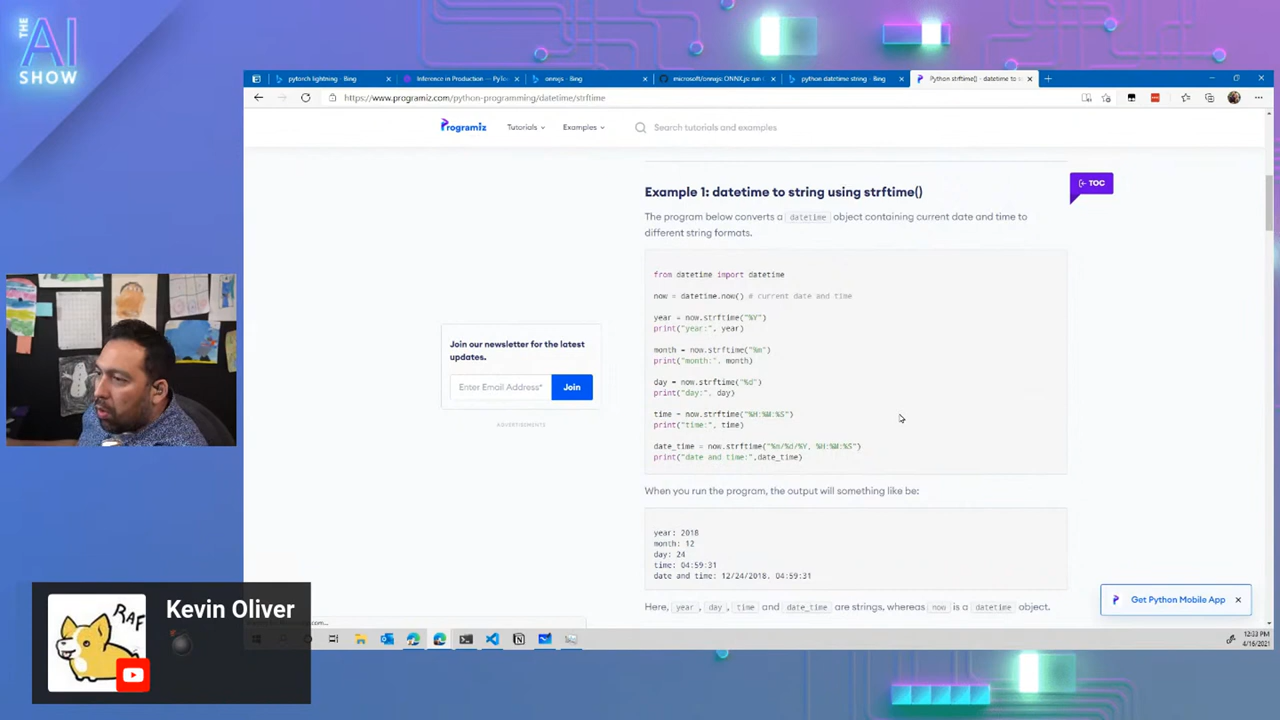 THE
AI
SHOW
pytorch lightning - Bing
Inference in Production — PyTo
onnxjs - Bing
microsoft/onnxjs: ONNX.js: run
python datetime string - Bing
Python strftime() - datetime to s
https://www.programiz.com/python-programming/datetime/strftime
Programiz
Tutorials
Examples
Search tutorials and examples
TOC
Example 1: datetime to string using strftime()
The program below converts a datetime object containing current date and time to
different string formats.
from datetime import datetime
now = datetime.now() # current date and time
year = now.strftime("%Y")
print("year:", year)
month = now.strftime("%m")
print("month:", month)
day = now.strftime("%d")
print("day:", day)
time = now.strftime("%H:%M:%S")
print("time:", time)
date_time = now.strftime("%m/%d/%Y, %H:%M:%S")
print("date and time:",date_time)
Join our newsletter for the latest
updates.
Enter Email Address*
Join
ADVERTISEMENTS
When you run the program, the output will something like be:
year: 2018
month: 12
day: 24
time: 04:59:31
date and time: 12/24/2018, 04:59:31
Here, year, day, time and date_time are strings, whereas now is a datetime object.
Get Python Mobile App
12:33 PM
4/16/2021
RAF
Kevin Oliver